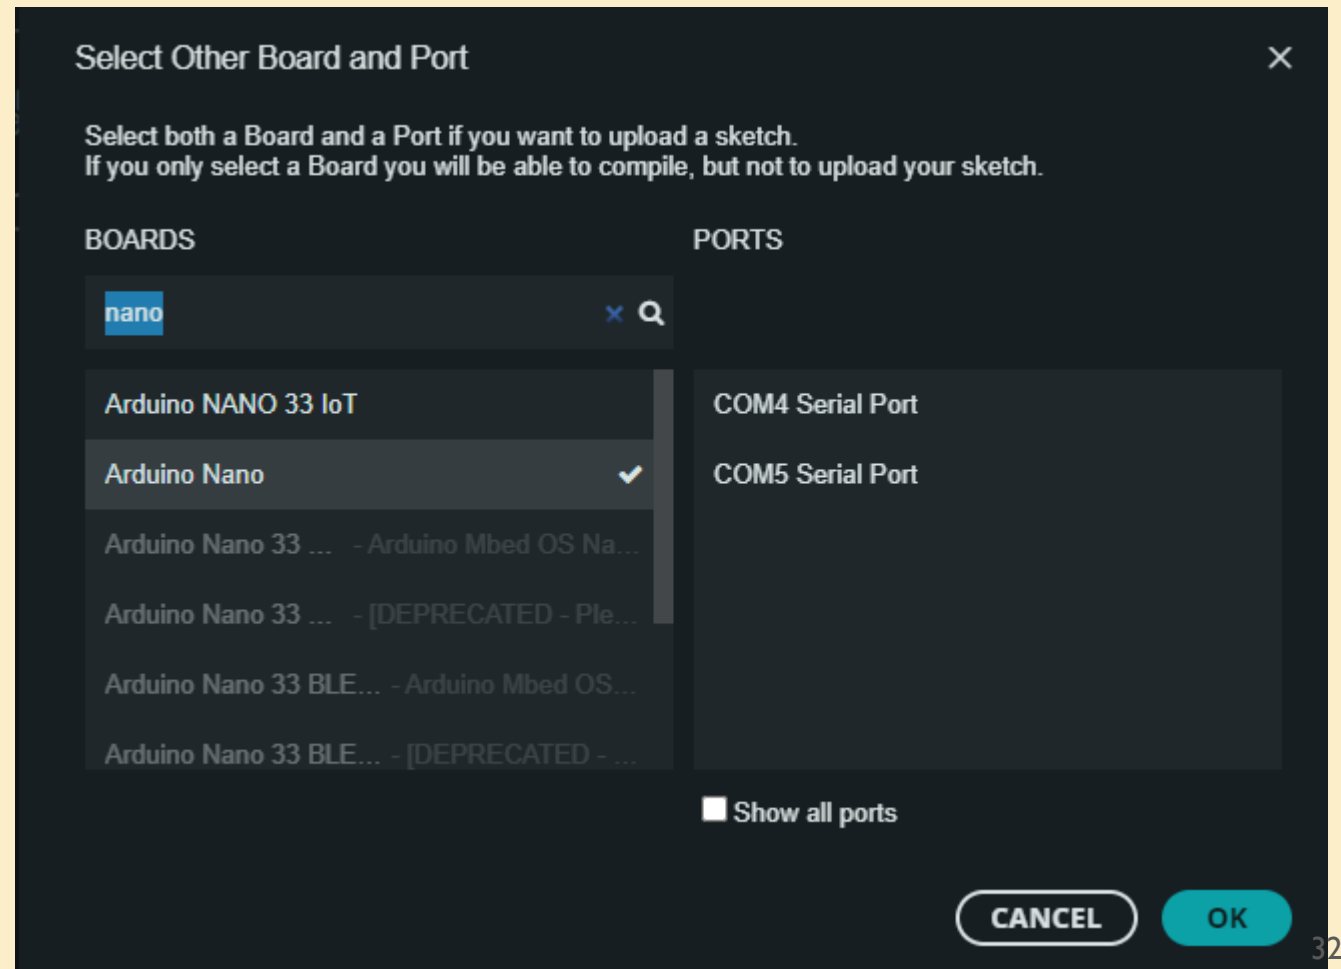 Select Other Board and Port
Select both a Board and a Port if you want to upload a sketch.
If you only select a Board you will be able to compile, but not to upload your sketch.
BOARDS
PORTS
nano
Arduino NANO 33 IoT
Arduino Nano
Arduino Nano 33 ... - Arduino Mbed OS Na...
Arduino Nano 33 ... - [DEPRECATED - Ple...
Arduino Nano 33 BLE... - Arduino Mbed OS...
Arduino Nano 33 BLE... - [DEPRECATED - ...
COM4 Serial Port
COM5 Serial Port
Show all ports
CANCEL
OK
32